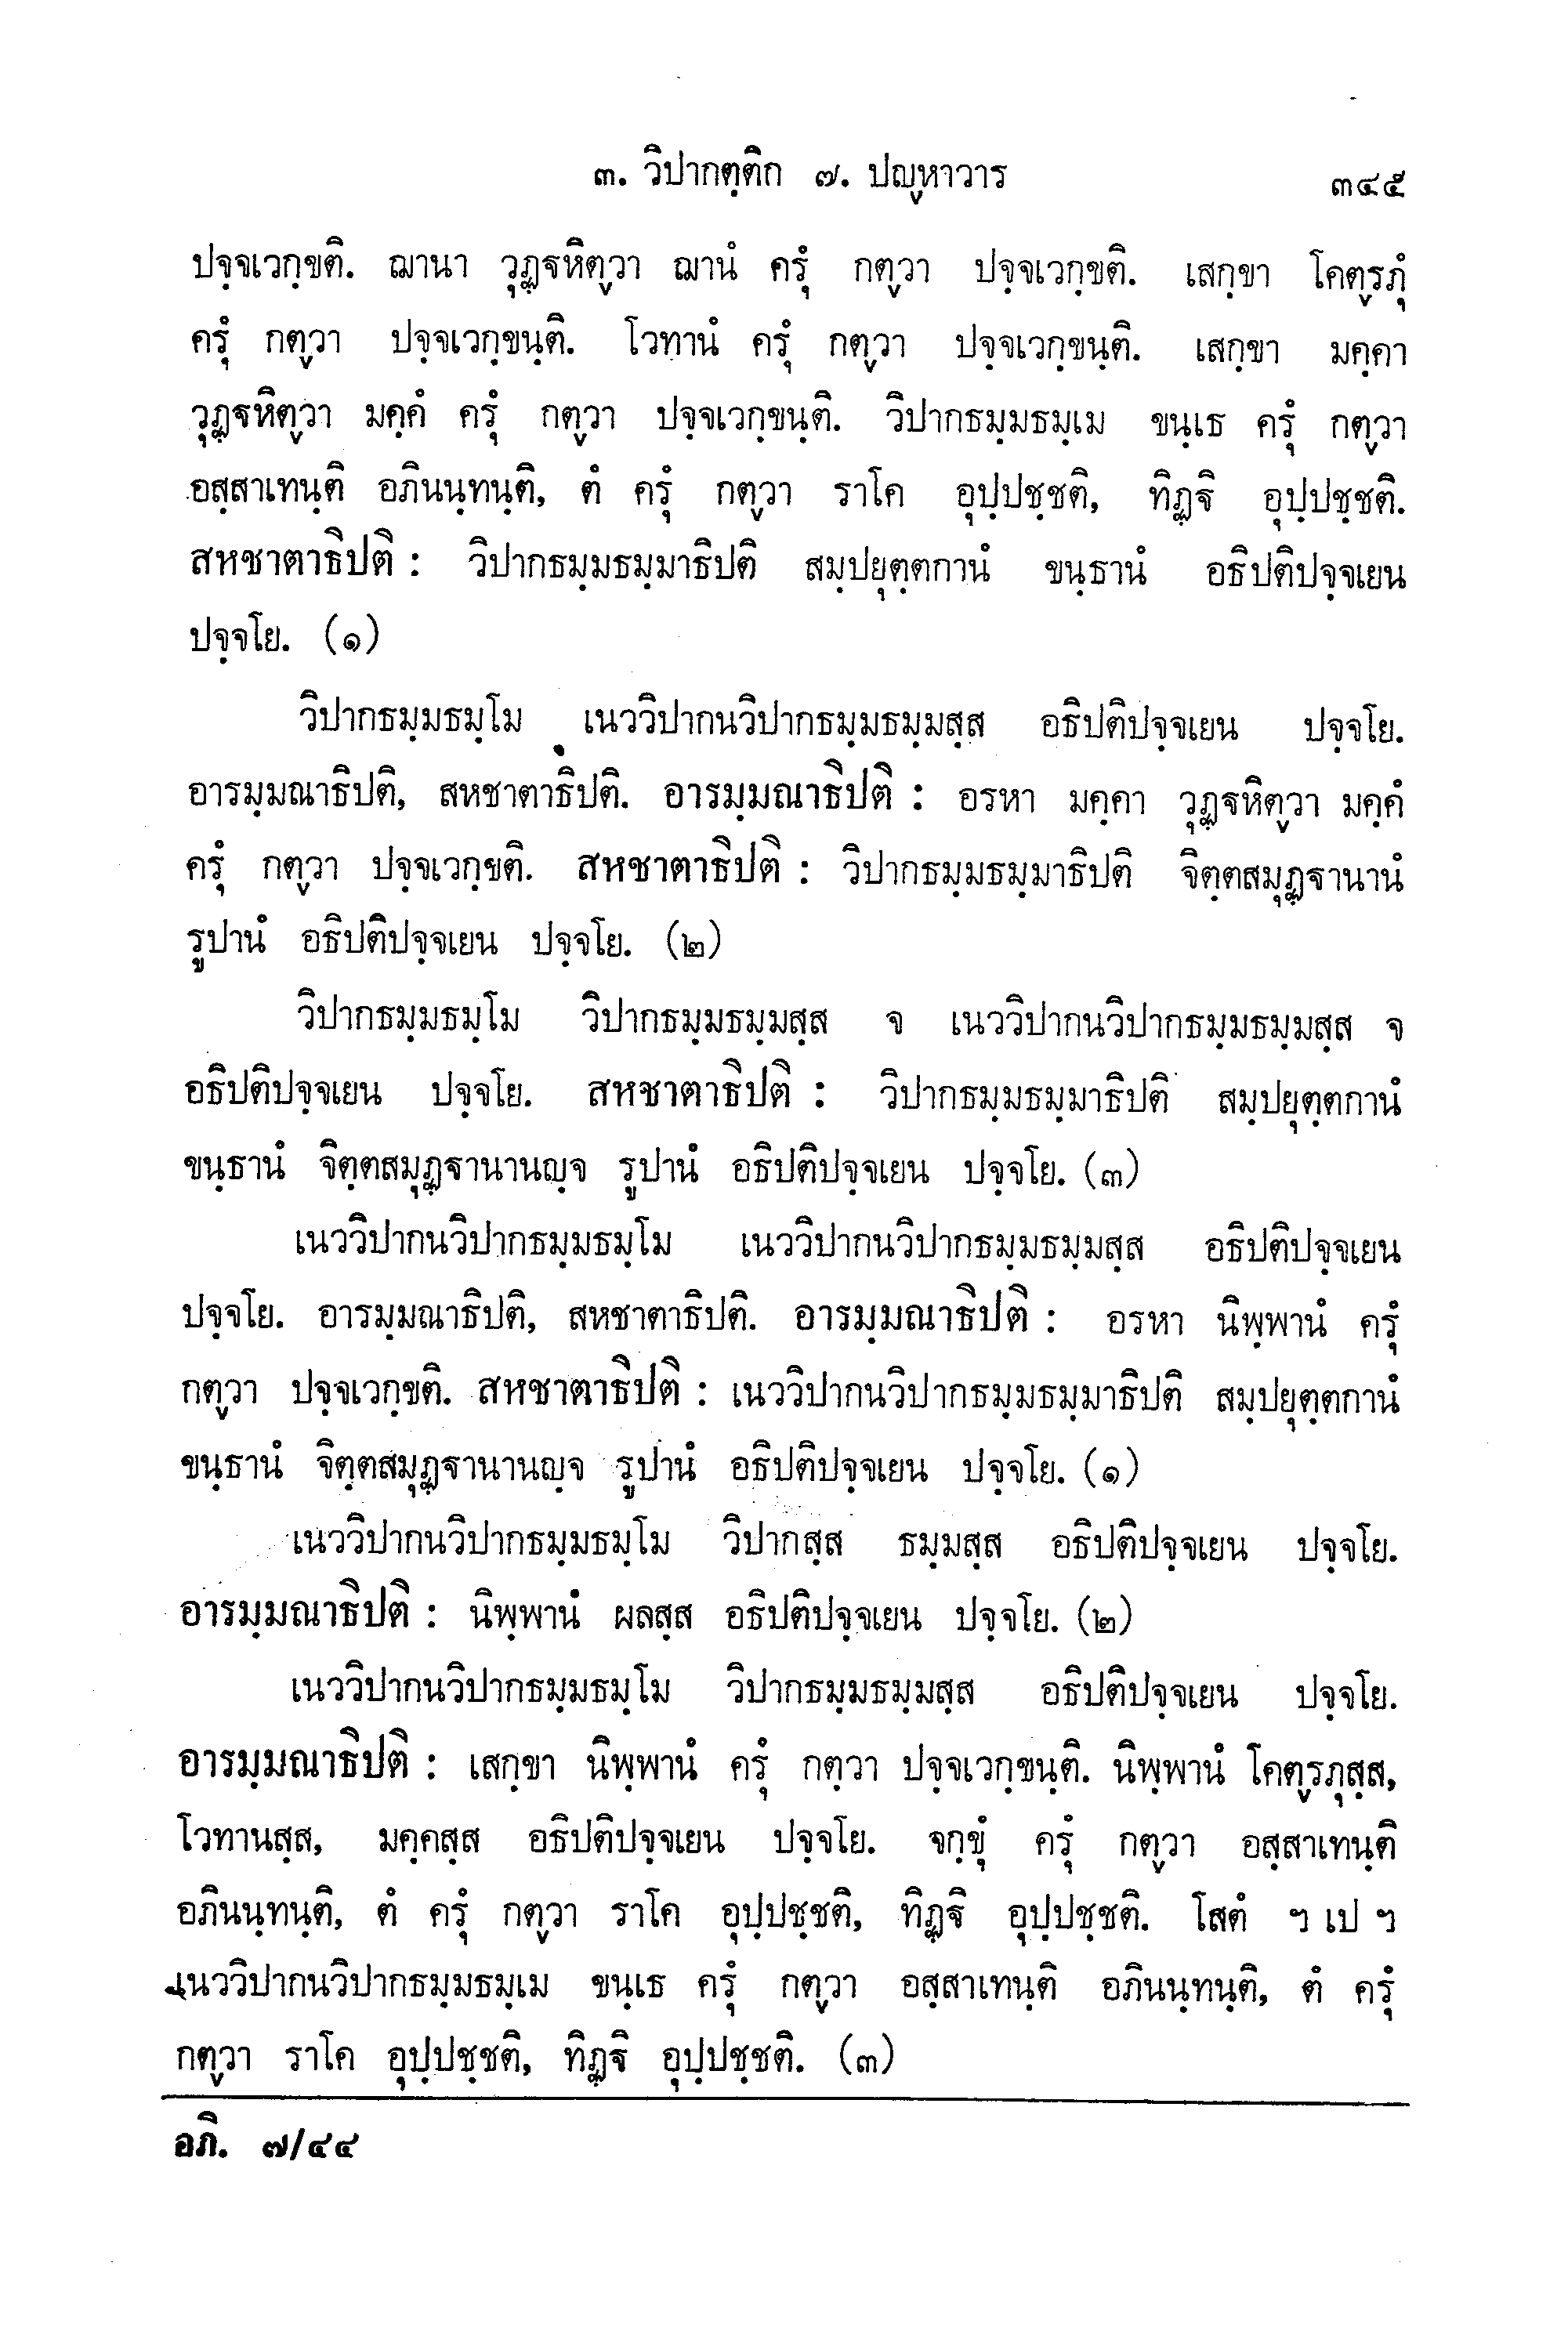 ๓. วิปากตฺติก ๗. ปญฺหาวาร ๓๔๕
ปจฺจเวกฺขติ. ฌานา วุฏฺฐหิตฺวา ฌานํ ครุํ กตฺวา ปจฺจเวกฺขติ. เสกฺขา โคตฺรภุํ
ครุํ กตฺวา ปจฺจเวกฺขนฺติ. โวทานํ ครุํ กตฺวา ปจฺจเวกฺขนฺติ. เสกฺขา มคฺคา
วุฏฺฐหิตฺวา มคฺคํ ครุํ กตฺวา ปจฺจเวกฺขนฺติ. วิปากธมฺมธมฺเม ขนฺเธ ครุํ กตฺวา
อสฺสาเทนฺติ อภินนฺทนฺติ, ตํ ครุํ กตฺวา ราโค อุปฺปชฺชติ, ทิฏฺฐิ อุปฺปชฺชติ.
สหชาตาธิปติ : วิปากธมฺมธมฺมาธิปติ สมฺปยุตฺตกานํ ขนฺธานํ อธิปติปจฺจเยน
ปจฺจโย. (๑)
วิปากธมฺมธมฺโม เนววิปากนวิปากธมฺมธมฺมสฺส อธิปติปจฺจเยน ปจฺจโย.
อารมฺมณาธิปติ, สหชาตาธิปติ. อารมฺมณาธิปติ : อรหา มคฺคา วุฏฺฐหิตฺวา มคฺคํ
ครุํ กตฺวา ปจฺจเวกฺขติ. สหชาตาธิปติ : วิปากธมฺมธมฺมาธิปติ จิตฺตสมุฏฺฐานานํ
รูปานํ อธิปติปจฺจเยน ปจฺจโย. (๒)
วิปากธมฺมธมฺโม วิปากธมฺมธมฺมสฺส จ เนววิปากนวิปากธมฺมธมฺมสฺส จ
อธิปติปจฺจเยน ปจฺจโย. สหชาตาธิปติ : วิปากธมฺมธมฺมาธิปติ สมฺปยุตฺตกานํ
ขนฺธานํ จิตฺตสมุฏฺฐานานญฺจ รูปานํ อธิปติปจฺจเยน ปจฺจโย. (๓)
เนววิปากนวิปากธมฺมธมฺโม เนววิปากนวิปากธมฺมธมฺมสฺส อธิปติปจฺจเยน
ปจฺจโย. อารมฺมณาธิปติ, สหชาตาธิปติ. อารมฺมณาธิปติ : อรหา นิพฺพานํ ครุํ
กตฺวา ปจฺจเวกฺขติ. สหชาตาธิปติ : เนววิปากนวิปากธมฺมธมฺมาธิปติ สมฺปยุตฺตกานํ
ขนฺธานํ จิตฺตสมุฏฺฐานานญฺจ รูปานํ อธิปติปจฺจเยน ปจฺจโย. (๑)
เนววิปากนวิปากธมฺมธมฺโม วิปากสฺส ธมฺมสฺส อธิปติปจฺจเยน ปจฺจโย.
อารมฺมณาธิปติ : นิพฺพานํ ผลสฺส อธิปติปจฺจเยน ปจฺจโย. (๒)
เนววิปากนวิปากธมฺมธมฺโม วิปากธมฺมธมฺมสฺส อธิปติปจฺจเยน ปจฺจโย.
อารมฺมณาธิปติ : เสกฺขา นิพฺพานํ ครุํ กตฺวา ปจฺจเวกฺขนฺติ. นิพฺพานํ โคตฺรภุสฺส,
โวทานสฺส, มคฺคสฺส อธิปติปจฺจเยน ปจฺจโย. จกฺขุํ ครุํ กตฺวา อสฺสาเทนฺติ
อภินนฺทนฺติ, ตํ ครุํ กตฺวา ราโค อุปฺปชฺชติ, ทิฏฺฐิ อุปฺปชฺชติ. โสตํ ฯ เป ฯ
เนววิปากนวิปากธมฺมธมฺเม ขนฺเธ ครุํ กตฺวา อสฺสาเทนฺติ อภินนฺทนฺติ, ตํ ครุํ
กตฺวา ราโค อุปฺปชฺชติ, ทิฏฺฐิ อุปฺปชฺชติ. (๓)
อภิ. ๗/๔๔